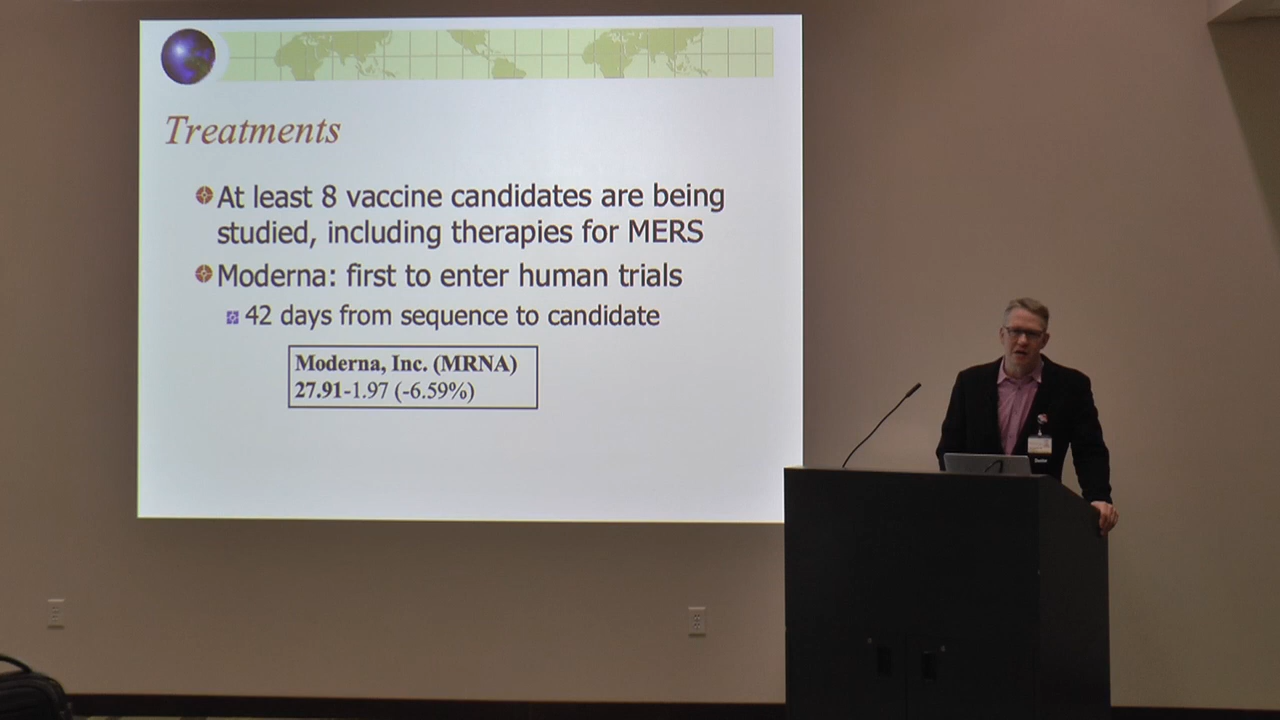 Treatments
At least 8 vaccine candidates are being
studied, including therapies for MERS
Moderna: first to enter human trials
42 days from sequence to candidate
Moderna, Inc. (MRNA)
27.91-1.97 (-6.59%)